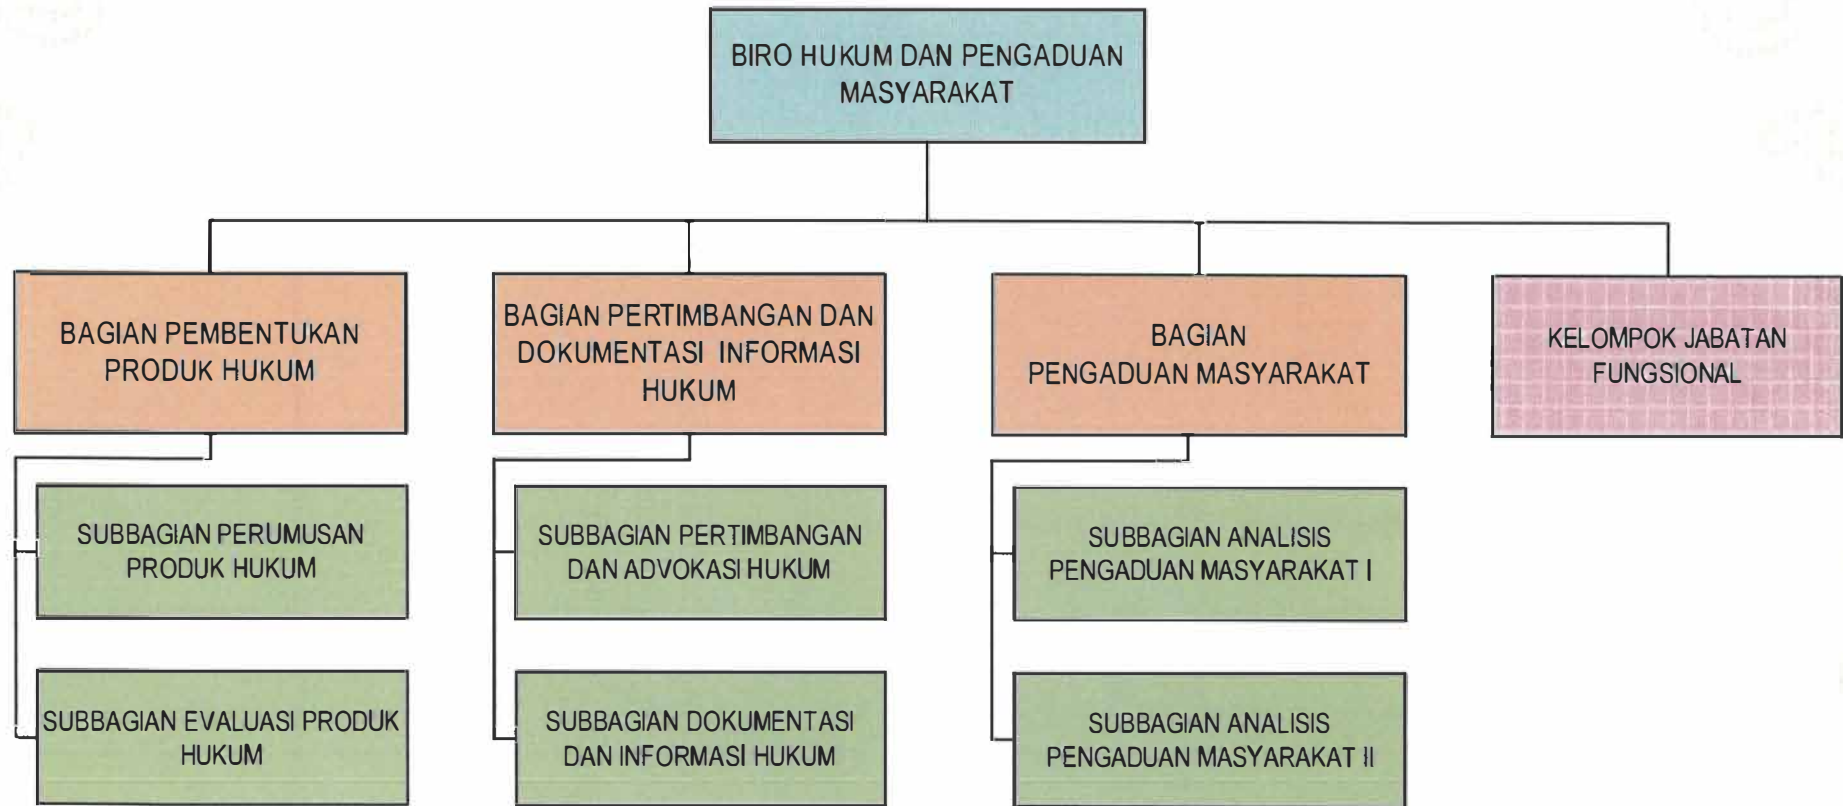 BIRO HUKUM DAN PENGADUAN
MASYARAKAT
BAGIAN PEMBENTUKAN
PRODUK HUKUM
BAGIAN PERTIMBANGAN DAN
DOKUMENTASI INFORMASI
HUKUM
BAGIAN
PENGADUAN MASYARAKAT
KELOMPOK JABATAN
FUNGSIONAL
SUBBAGIAN PERUMUSAN
PRODUK HUKUM
SUBBAGIAN PERTIMBANGAN
DAN ADVOKASI HUKUM
SUBBAGIAN ANALISIS
PENGADUAN MASYARAKAT I
SUBBAGIAN EVALUASI PRODUK
HUKUM
SUBBAGIAN DOKUMENTASI
DAN INFORMASI HUKUM
SUBBAGIAN ANALISIS
PENGADUAN MASYARAKAT II